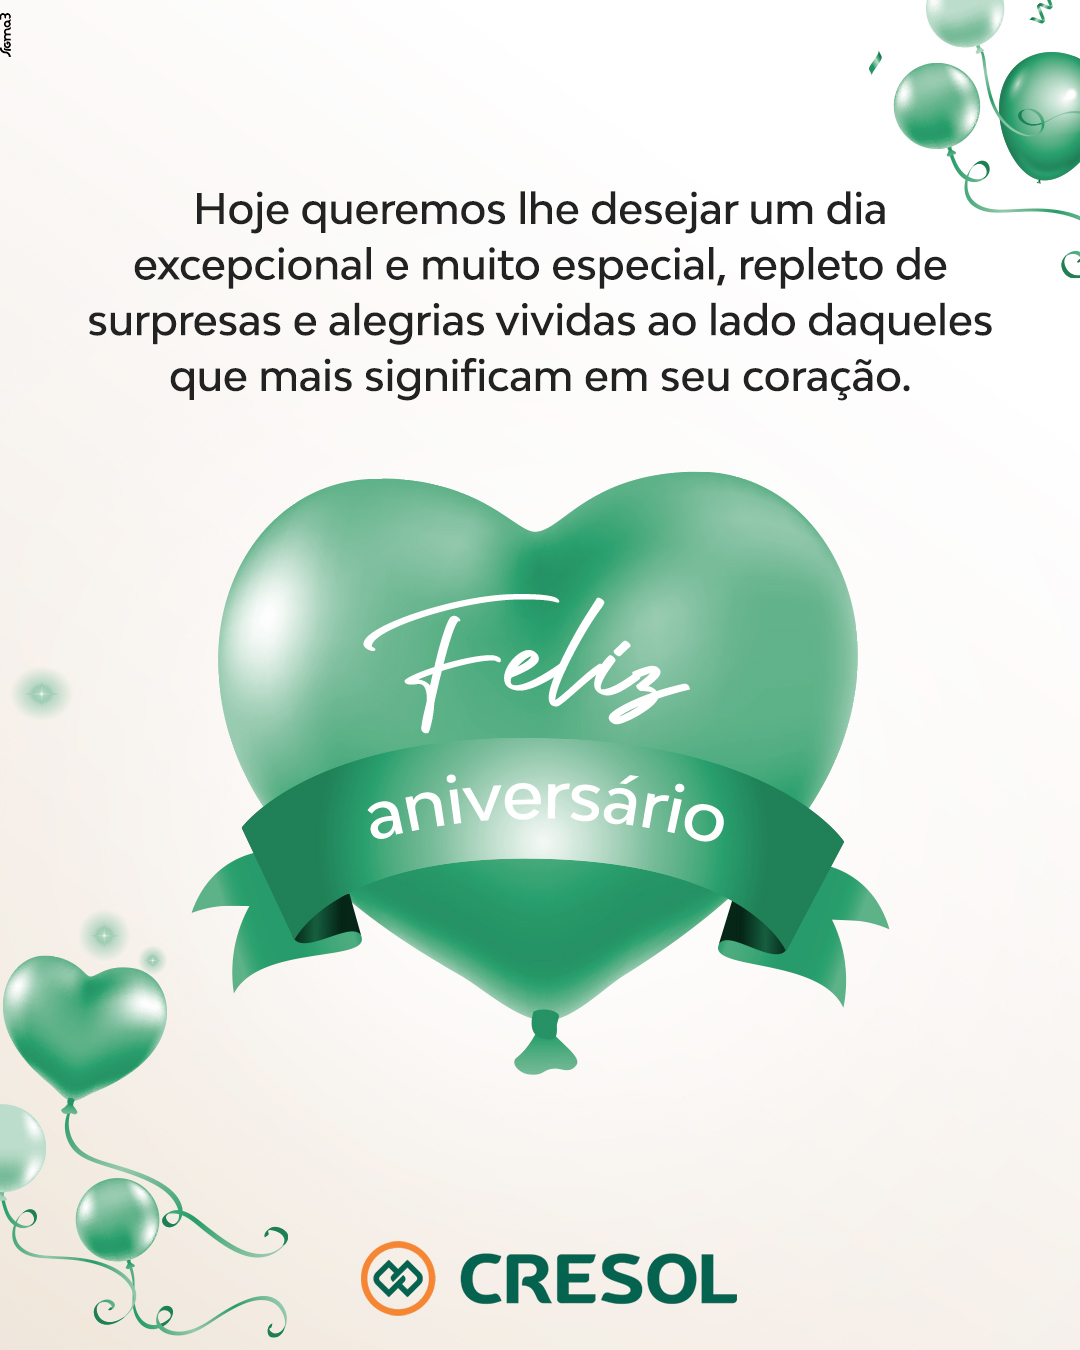 sigma3
Hoje queremos lhe desejar um dia
excepcional e muito especial, repleto de
surpresas e alegrias vividas ao lado daqueles
que mais significam em seu coração.
Feliz
aniversário
CRESOL